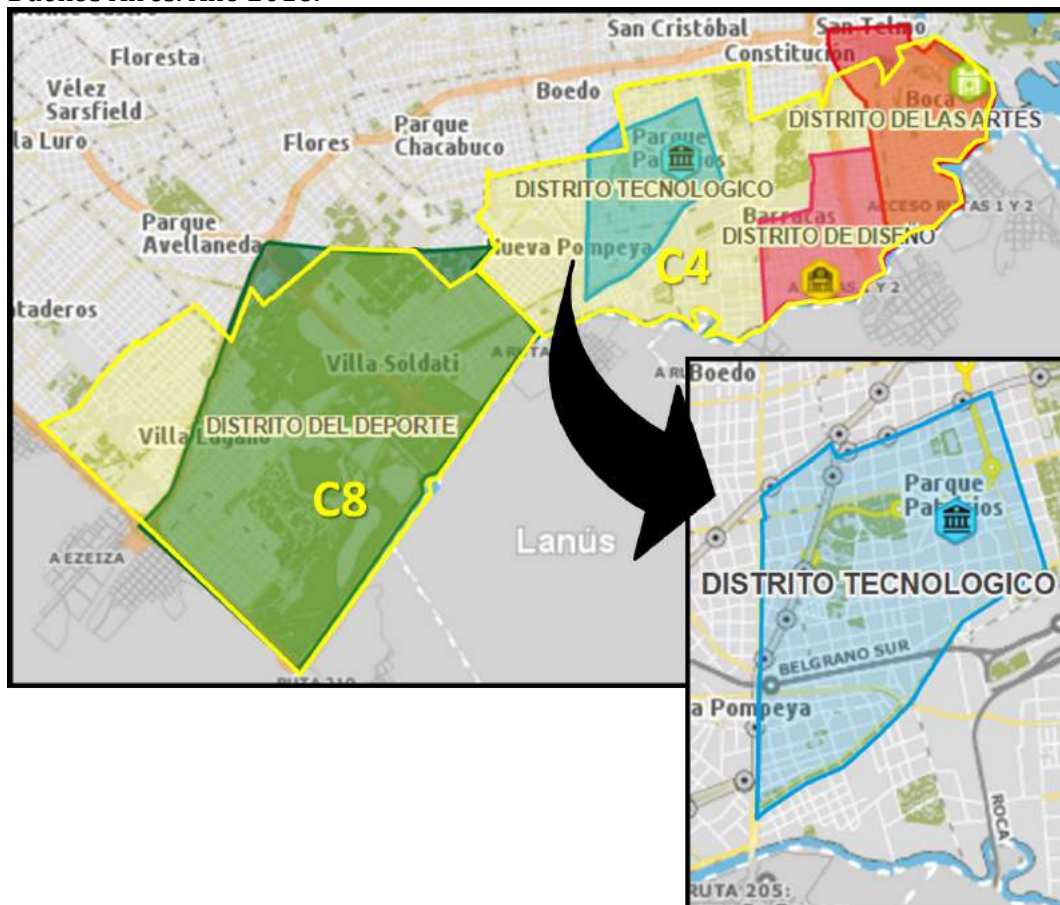 San Cristóbal
San Telmo
Constitución
Floresta
Vélez
Sarsfield
la Luro
Boedo
Parque
Chacabuco
Flores
Boca
DISTRITO DE LAS ARTES
Parque
DISTRITO TECNOLOGICO
Barracas
ACCESO RUTAS 1 Y 2
Parque
Avellaneda
Nueva Pompeya
DISTRITO DE DISEÑO
C4
1 Y 2
ataderos
Villa Soldati
A RUTA
Villa Lugano
DISTRITO DEL DEPORTE
C8
A EZEIZA
Lanús
Boedo
Parque
DISTRITO TECNOLOGICO
BELGRANO SUR
a Pompeya
ROCA
RUTA 205: